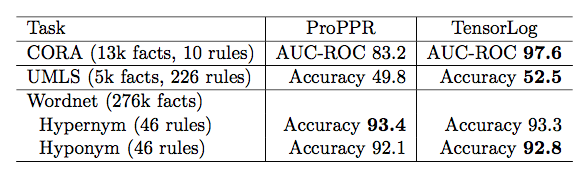 Task ProPPR TensorLog
CORA (13k facts, 10 rules) AUC-ROC 83.2 AUC-ROC 97.6
UMLS (5k facts, 226 rules) Accuracy 49.8 Accuracy 52.5
Wordnet (276k facts)
Hypernym (46 rules) Accuracy 93.4 Accuracy 93.3
Hyponym (46 rules) Accuracy 92.1 Accuracy 92.8